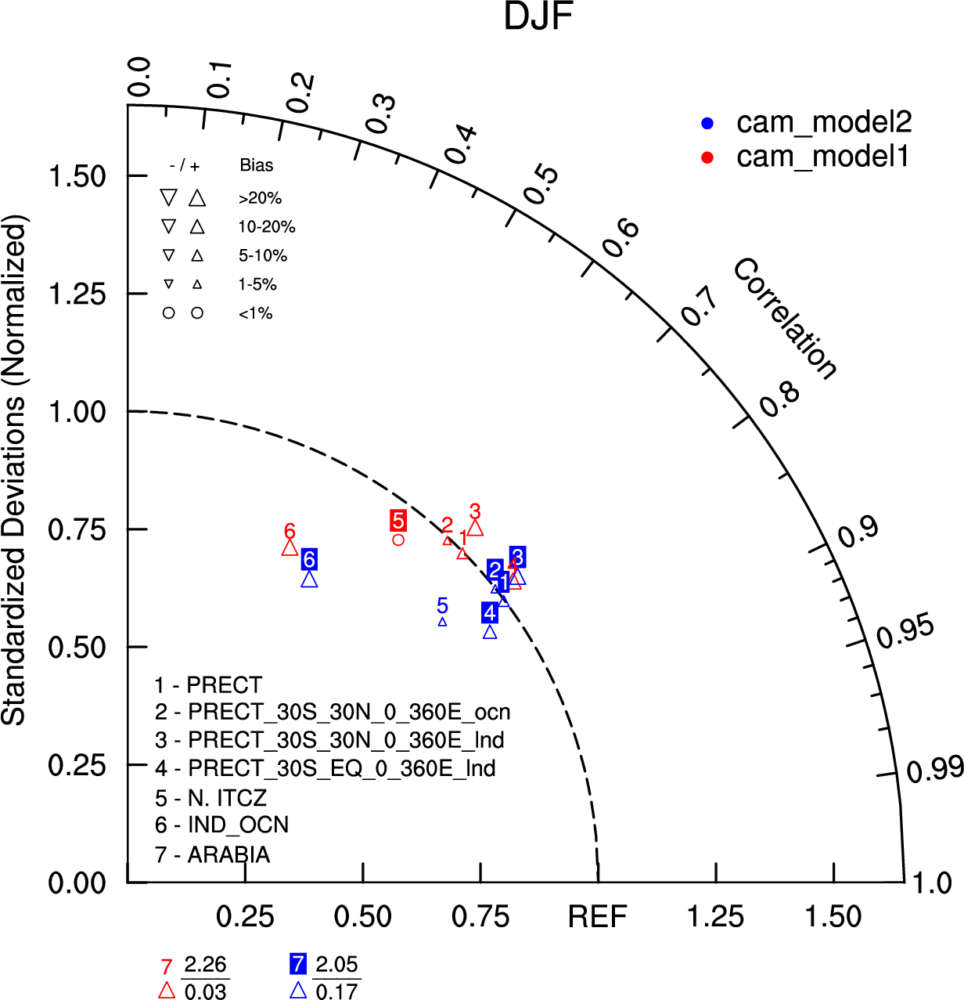 DJF
0.0
0.1
0.2
0.3
0.4
0.5
0.6
0.7
0.8
0.9
0.95
0.99
1.0
Correlation
cam_model2
cam_model1
Standardized Deviations (Normalized)
1.50
1.25
1.00
0.75
0.50
0.25
0.00
- / + Bias
>20%
10-20%
5-10%
1-5%
<1%
6
5
2
1
3
4
6
5
2
1
3
4
1 - PRECT
2 - PRECT_30S_30N_0_360E_ocn
3 - PRECT_30S_30N_0_360E_lnd
4 - PRECT_30S_EQ_0_360E_lnd
5 - N. ITCZ
6 - IND_OCN
7 - ARABIA
0.25 0.50 0.75 REF 1.25 1.50
7 2.26
0.03
7 2.05
0.17